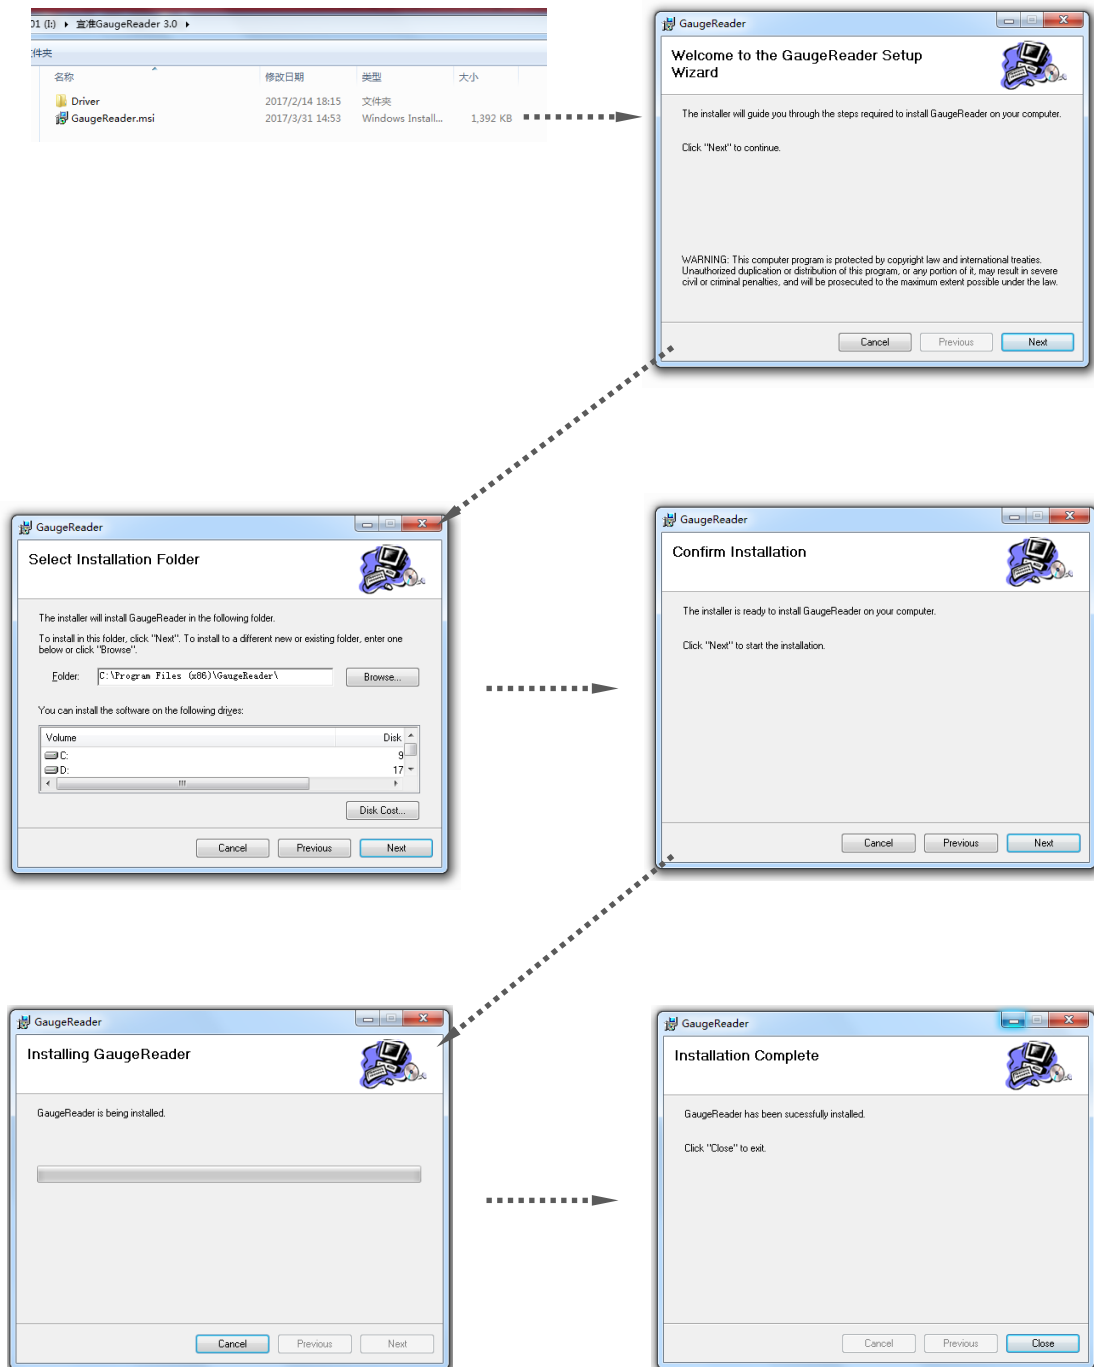 01 (I:) ▸ 宣准GaugeReader 3.0 ▸
文件夹
名称 修改日期 类型 大小
Driver 2017/2/14 18:15 文件夹
GaugeReader.msi 2017/3/31 14:53 Windows Install... 1,392 KB
GaugeReader
Welcome to the GaugeReader Setup
Wizard
The installer will guide you through the steps required to install GaugeReader on your computer.
Click "Next" to continue.
WARNING: This computer program is protected by copyright law and international treaties.
Unauthorized duplication or distribution of this program, or any portion of it, may result in severe
civil or criminal penalties, and will be prosecuted to the maximum extent possible under the law.
Cancel Previous Next
GaugeReader
Select Installation Folder
The installer will install GaugeReader in the following folder.
To install in this folder, click "Next". To install to a different new or existing folder, enter one
below or click "Browse".
Folder: C:\Program Files (x86)\GaugeReader\ Browse...
You can install the software on the following drives:
Volume Disk
C: 9
D: 17
Disk Cost...
Cancel Previous Next
GaugeReader
Confirm Installation
The installer is ready to install GaugeReader on your computer.
Click "Next" to start the installation.
Cancel Previous Next
GaugeReader
Installing GaugeReader
GaugeReader is being installed.
Cancel Previous Next
GaugeReader
Installation Complete
GaugeReader has been sucessfully installed.
Click "Close" to exit.
Cancel Previous Close